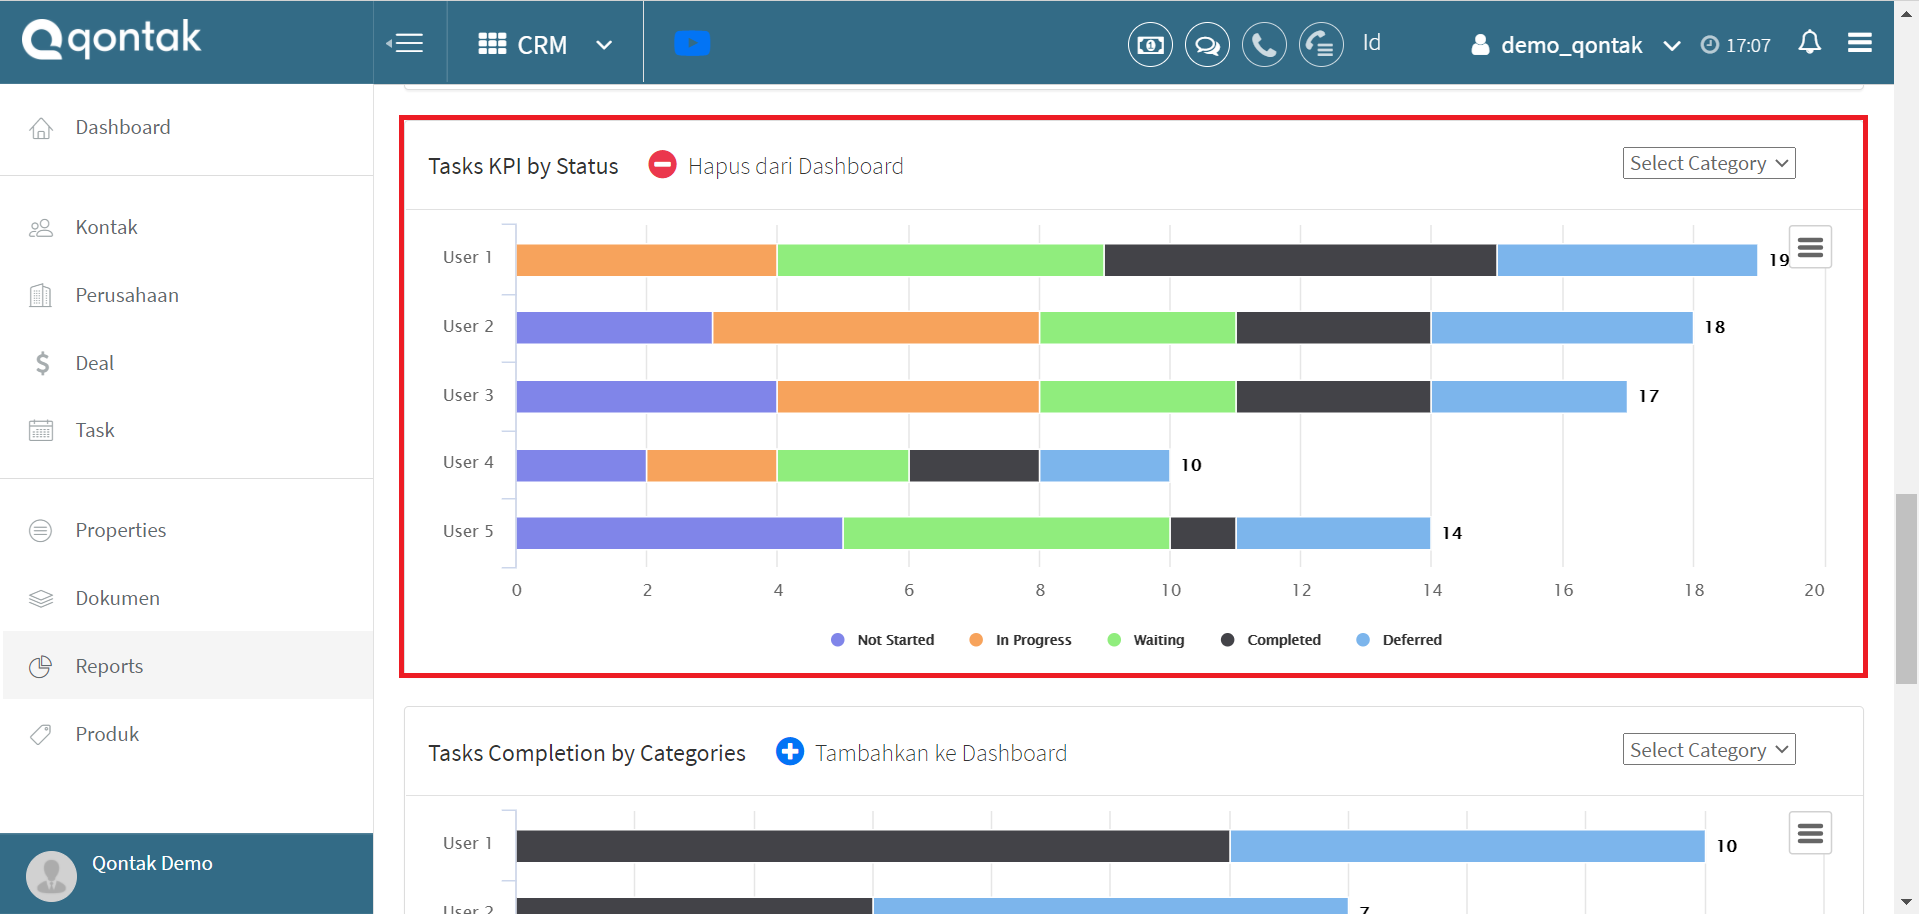 qontak
CRM
Id
demo_qontak
17:07
Dashboard
Kontak
Perusahaan
Deal
Task
Properties
Dokumen
Reports
Produk
Qontak Demo
Tasks KPI by Status
Hapus dari Dashboard
Select Category
User 1
19
User 2
18
User 3
17
User 4
10
User 5
14
0 2 4 6 8 10 12 14 16 18 20
Not Started In Progress Waiting Completed Deferred
Tasks Completion by Categories
Tambahkan ke Dashboard
Select Category
User 1
10
User 2
7